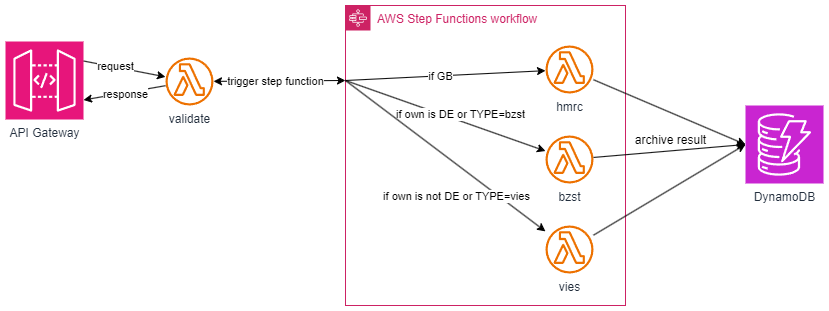 AWS Step Functions workflow
request
response
API Gateway
validate
trigger step function
if GB
hmrc
if own is DE or TYPE=bzst
bzst
archive result
DynamoDB
if own is not DE or TYPE=vies
vies